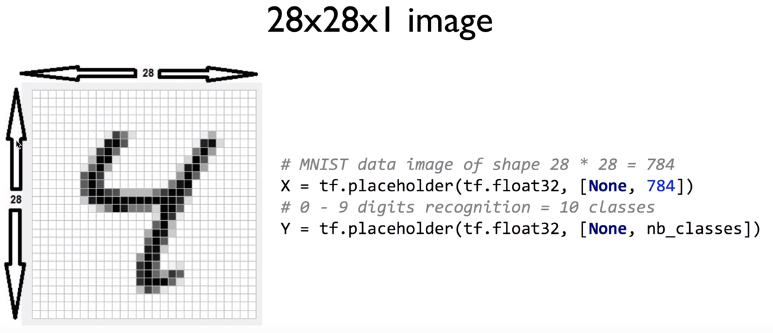 28x28x1 image
28
28
# MNIST data image of shape 28 * 28 = 784
X = tf.placeholder(tf.float32, [None, 784])
# 0 - 9 digits recognition = 10 classes
Y = tf.placeholder(tf.float32, [None, nb_classes])